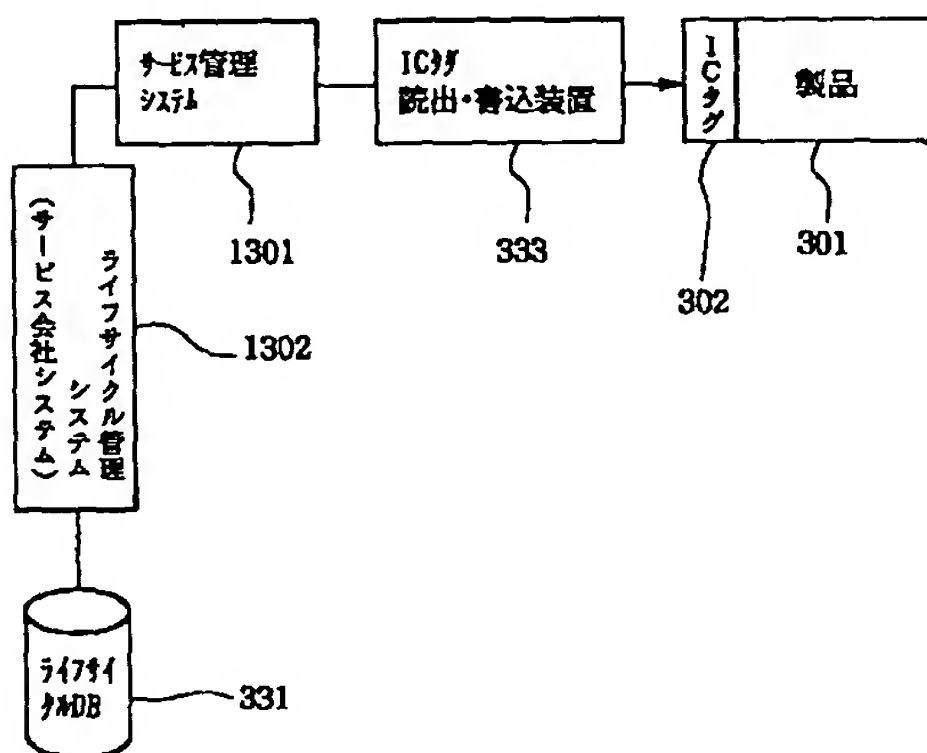 サービス管理
システム
ICタグ
読出・書込装置
ICタグ
製品
1301
333
302
301
ライフサイクル管理
システム
(サービス会社システム)
1302
ライフサイ
クルDB
331